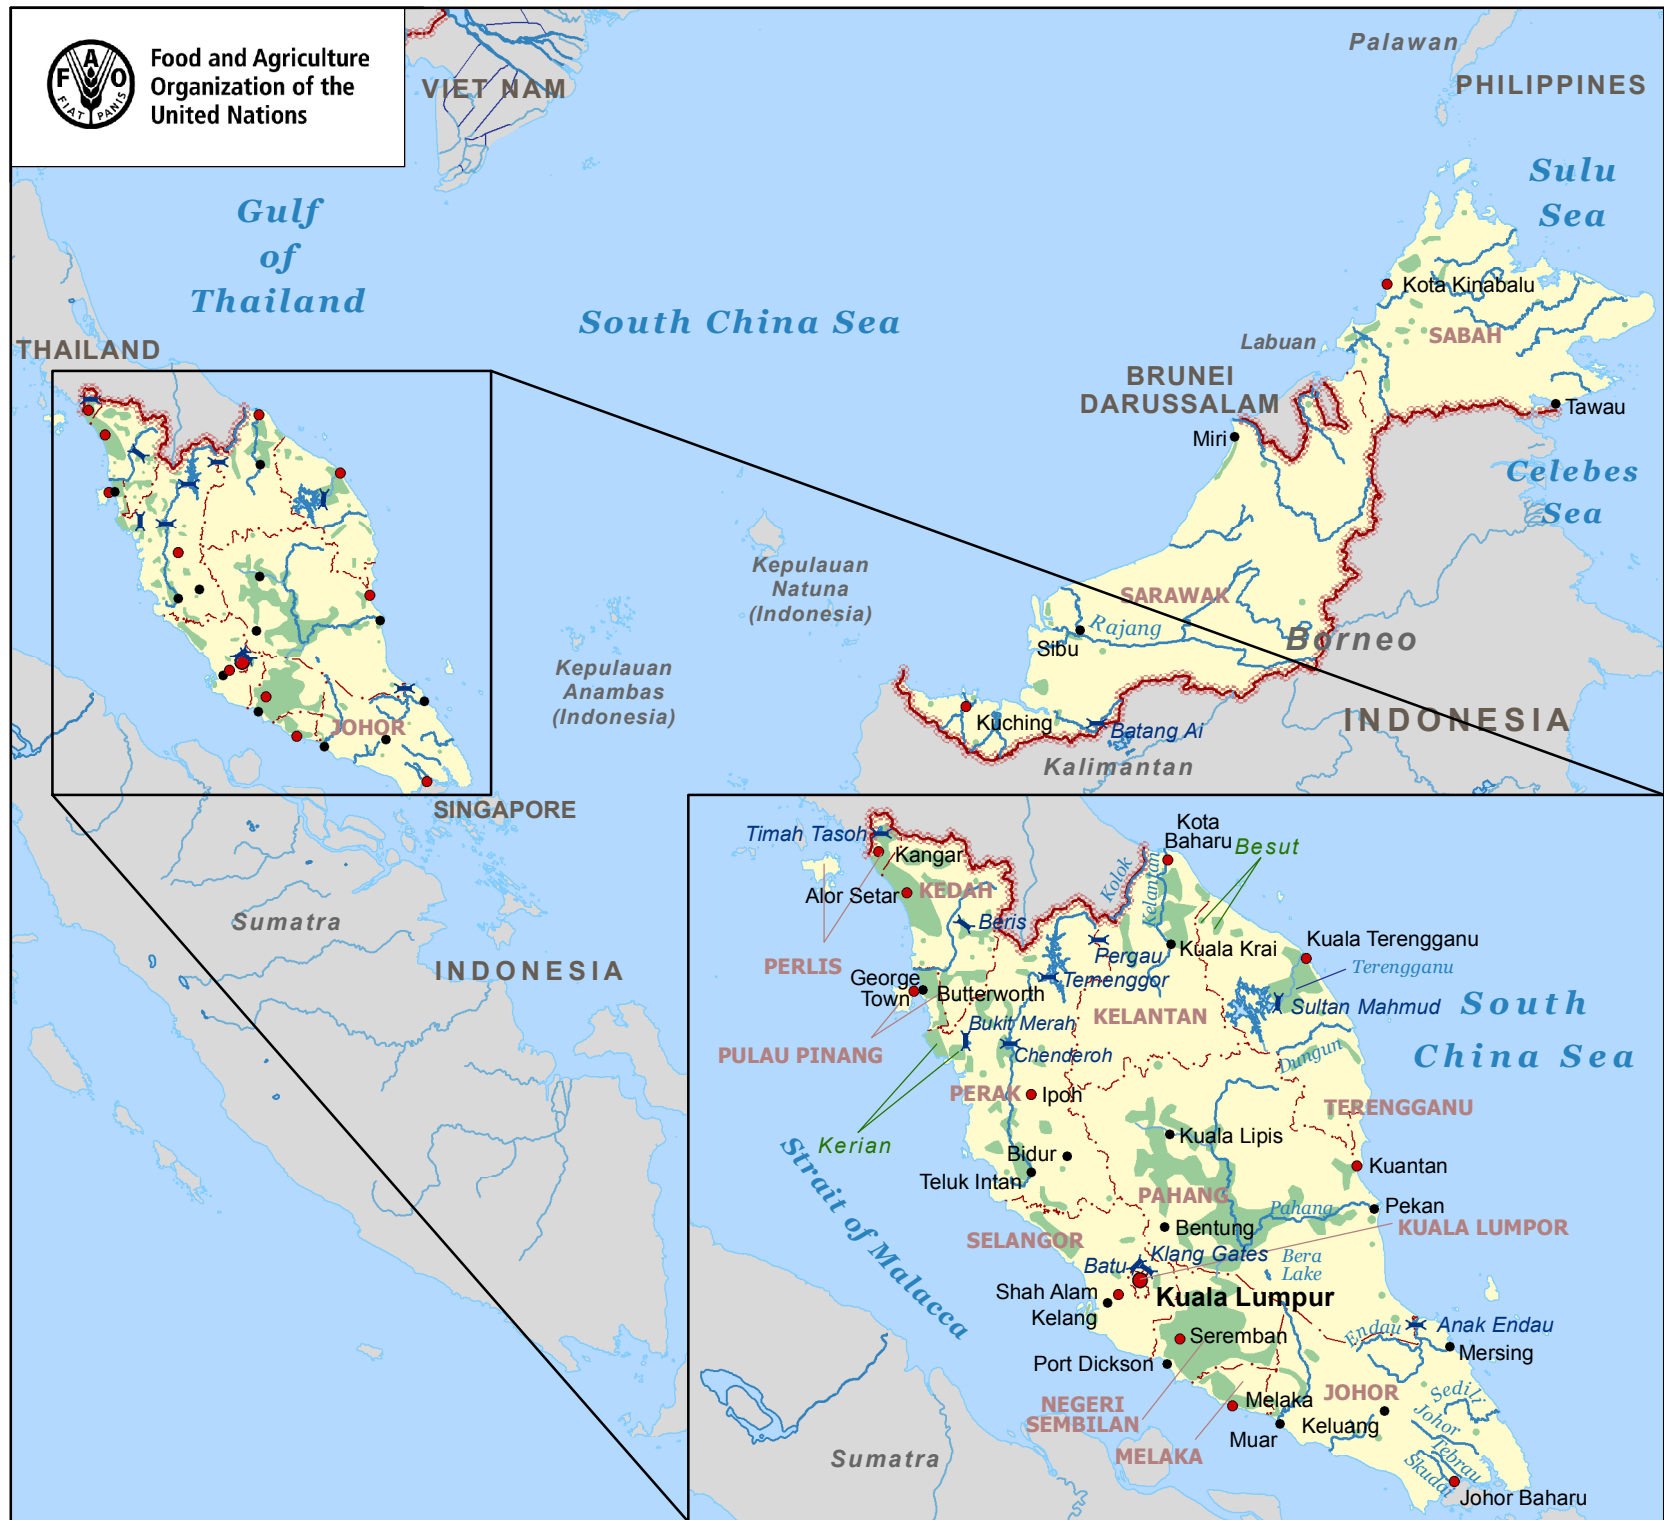 Food and Agriculture
Organization of the
United Nations
F A O
FIAT PANIS
VIET NAM
Palawan
PHILIPPINES
Sulu
Sea
Gulf
of
Thailand
South China Sea
THAILAND
Kota Kinabalu
SABAH
Labuan
BRUNEI
DARUSSALAM
Tawau
Miri
Celebes
Sea
Kepulauan
Natuna
(Indonesia)
SARAWAK
Rajang
Borneo
Sibu
Kepulauan
Anambas
(Indonesia)
Kuching
Batang Ai
INDONESIA
JOHOR
Kalimantan
SINGAPORE
Sumatra
INDONESIA
Timah Tasoh
Kota
Baharu
Besut
Kangar
Kolok
Kelantan
Alor Setar
KEDAH
Beris
Kuala Krai
Kuala Terengganu
Pergau
Terengganu
PERLIS
Temenggor
George
Town
Butterworth
Sultan Mahmud
South
China Sea
KELANTAN
Bukit Merah
Chenderoh
Dungun
PULAU PINANG
PERAK
Ipoh
TERENGGANU
Kerian
Kuala Lipis
Bidur
Kuantan
Teluk Intan
PAHANG
Pahang
Pekan
Strait of Malacca
Bentung
KUALA LUMPOR
SELANGOR
Klang Gates
Batu
Bera
Lake
Shah Alam
Kuala Lumpur
Kelang
Endau
Anak Endau
Seremban
Mersing
Port Dickson
JOHOR
Sedili
NEGERI
SEMBILAN
Melaka
Keluang
Johor
Muar
Tebrau
MELAKA
Skudai
Sumatra
Johor Baharu